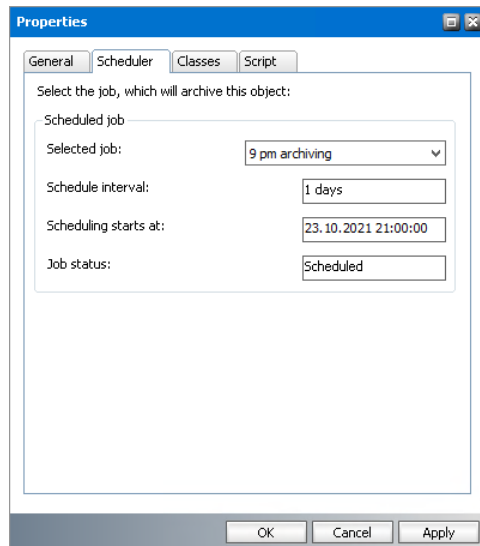 Properties
General Scheduler Classes Script
Select the job, which will archive this object:
Scheduled job
Selected job: 9 pm archiving
Schedule interval: 1 days
Scheduling starts at: 23.10.2021 21:00:00
Job status: Scheduled
OK Cancel Apply